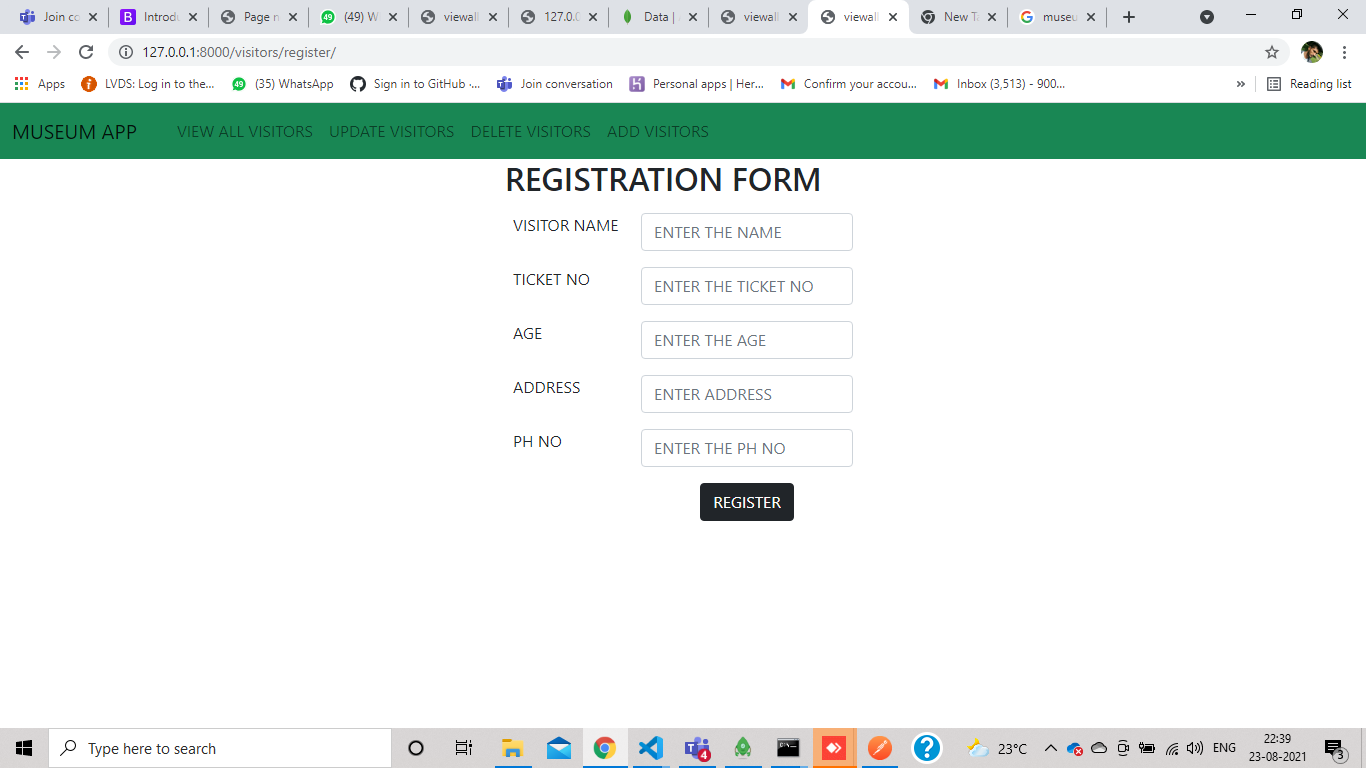 Join co
Introdu
Page n
(49) W
viewall
127.0.0
Data |
viewall
viewall
New Ta
museu
127.0.0.1:8000/visitors/register/
Apps
LVDS: Log in to the...
(35) WhatsApp
Sign in to GitHub ·...
Join conversation
Personal apps | Her...
Confirm your accou...
Inbox (3,513) - 900...
»
Reading list
MUSEUM APP
VIEW ALL VISITORS
UPDATE VISITORS
DELETE VISITORS
ADD VISITORS
REGISTRATION FORM
VISITOR NAME
ENTER THE NAME
TICKET NO
ENTER THE TICKET NO
AGE
ENTER THE AGE
ADDRESS
ENTER ADDRESS
PH NO
ENTER THE PH NO
REGISTER
Type here to search
4
23°C
ENG
22:39
23-08-2021
3